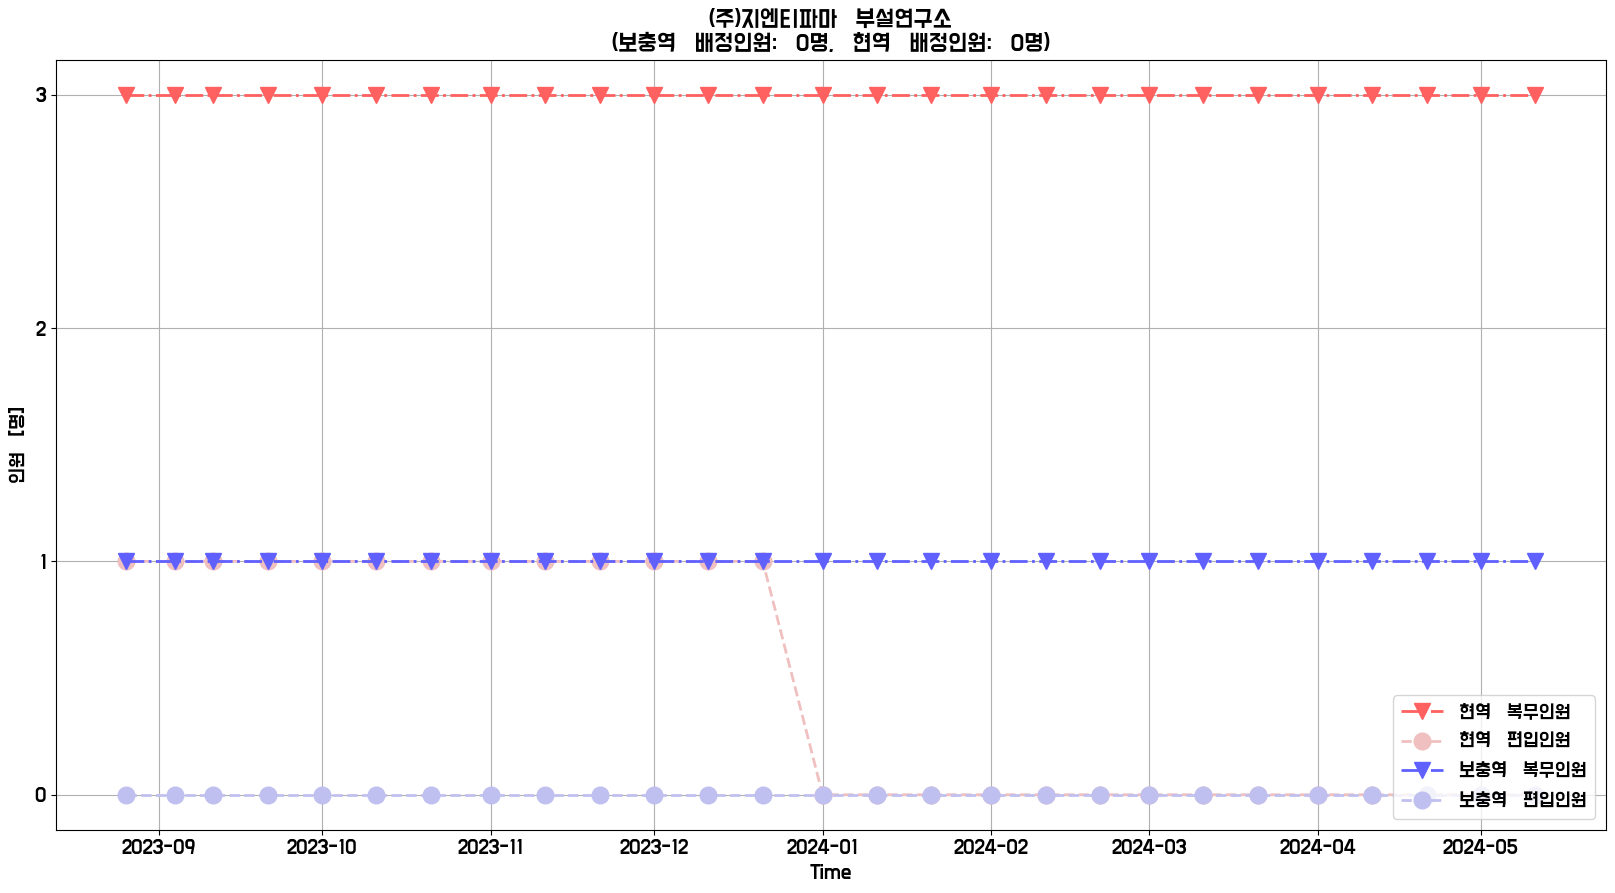 (주)지엔티파마 부설연구소
(보충역 배정인원: 0명, 현역 배정인원: 0명)
3
2
1
0
인원 [명]
2023-09 2023-10 2023-11 2023-12 2024-01 2024-02 2024-03 2024-04 2024-05
Time
현역 복무인원
현역 편입인원
보충역 복무인원
보충역 편입인원